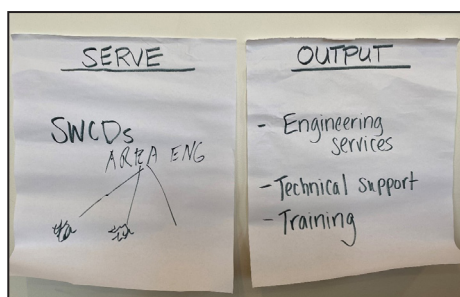 SERVE
SWCDs
AREA ENG
OUTPUT
- Engineering
services
- Technical support
- Training